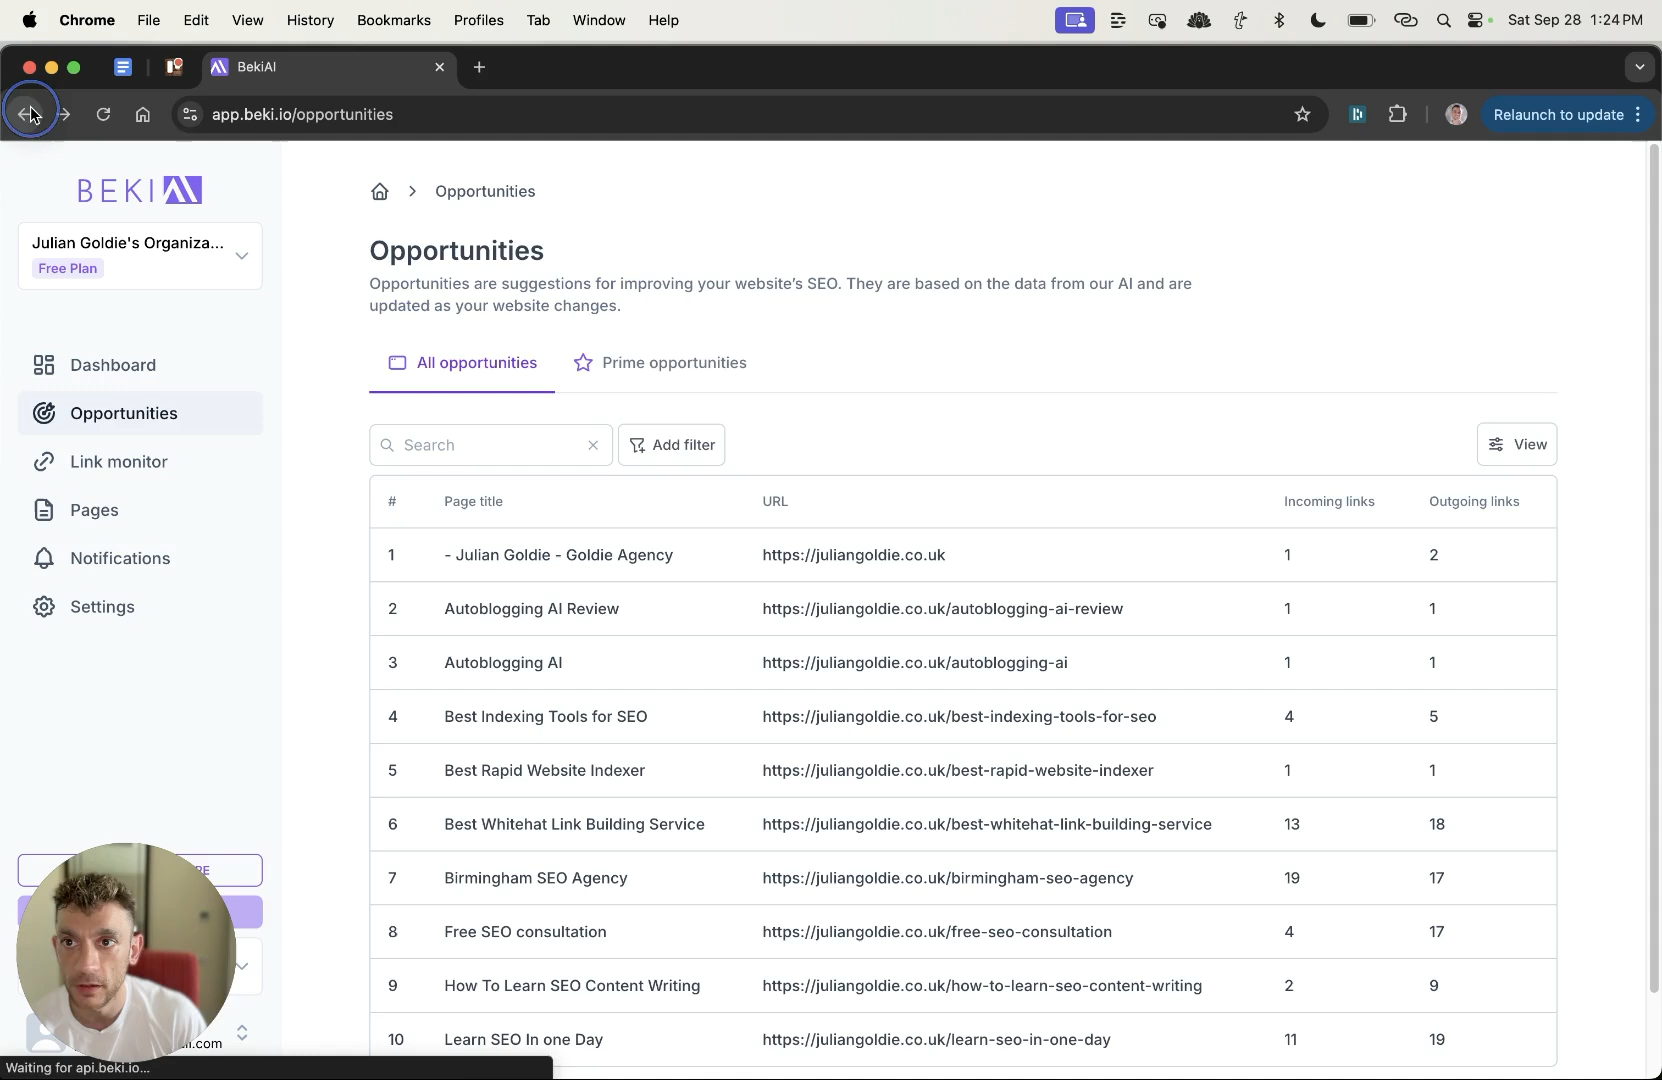 Chrome File Edit View History Bookmarks Profiles Tab Window Help Sat Sep 28 1:24 PM
BekiAI
app.beki.io/opportunities Relaunch to update
BEKI
Julian Goldie's Organiza...
Free Plan
Dashboard
Opportunities
Link monitor
Pages
Notifications
Settings
Opportunities
Opportunities
Opportunities are suggestions for improving your website's SEO. They are based on the data from our AI and are
updated as your website changes.
All opportunities Prime opportunities
Search Add filter View
# Page title URL Incoming links Outgoing links
1 - Julian Goldie - Goldie Agency https://juliangoldie.co.uk 1 2
2 Autoblogging AI Review https://juliangoldie.co.uk/autoblogging-ai-review 1 1
3 Autoblogging AI https://juliangoldie.co.uk/autoblogging-ai 1 1
4 Best Indexing Tools for SEO https://juliangoldie.co.uk/best-indexing-tools-for-seo 4 5
5 Best Rapid Website Indexer https://juliangoldie.co.uk/best-rapid-website-indexer 1 1
6 Best Whitehat Link Building Service https://juliangoldie.co.uk/best-whitehat-link-building-service 13 18
7 Birmingham SEO Agency https://juliangoldie.co.uk/birmingham-seo-agency 19 17
8 Free SEO consultation https://juliangoldie.co.uk/free-seo-consultation 4 17
9 How To Learn SEO Content Writing https://juliangoldie.co.uk/how-to-learn-seo-content-writing 2 9
10 Learn SEO In one Day https://juliangoldie.co.uk/learn-seo-in-one-day 11 19
Waiting for api.beki.io...